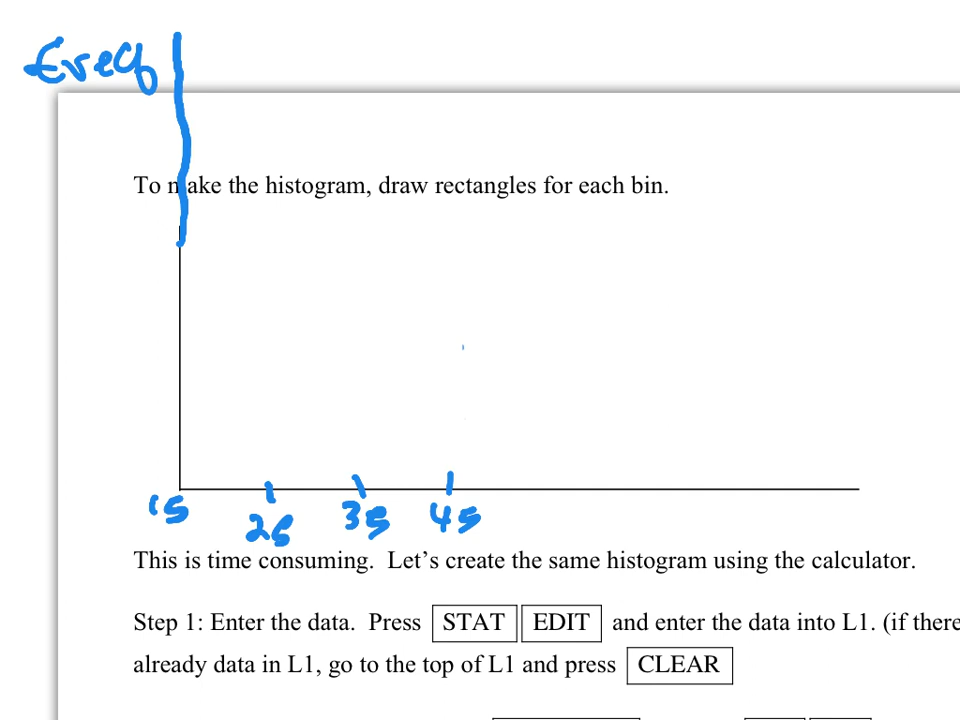 Freq
To make the histogram, draw rectangles for each bin.
15 25 35 45
This is time consuming. Let's create the same histogram using the calculator.
Step 1: Enter the data. Press STAT EDIT and enter the data into L1. (if there
already data in L1, go to the top of L1 and press CLEAR